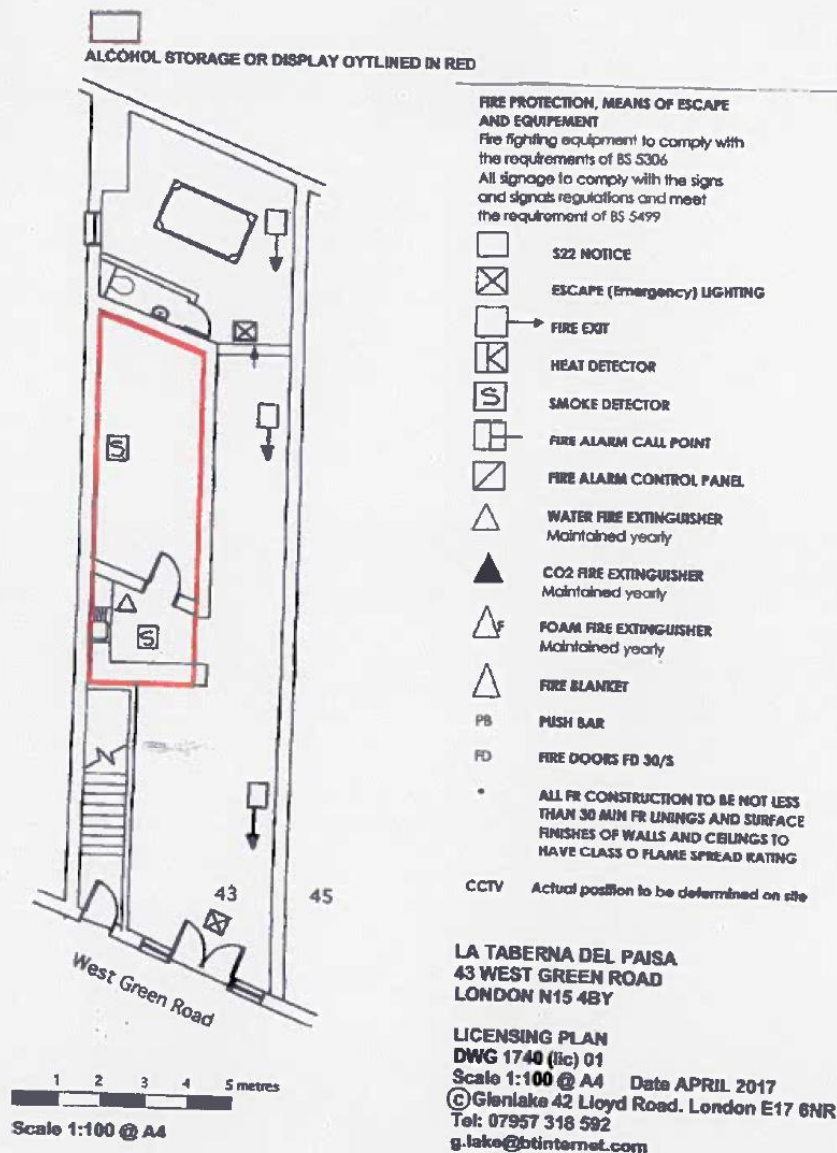 ALCOHOL STORAGE OR DISPLAY OYTLINED IN RED
FIRE PROTECTION, MEANS OF ESCAPE
AND EQUIPEMENT
Fire fighting equipment to comply with
the requirements of BS 5306
All signage to comply with the signs
and signals regulations and meet
the requirement of BS 5499
S22 NOTICE
ESCAPE (Emergency) LIGHTING
FIRE EXIT
K HEAT DETECTOR
S SMOKE DETECTOR
FIRE ALARM CALL POINT
FIRE ALARM CONTROL PANEL
WATER FIRE EXTINGUISHER
Maintained yearly
CO2 FIRE EXTINGUISHER
Maintained yearly
F FOAM FIRE EXTINGUISHER
Maintained yearly
FIRE BLANKET
PB PUSH BAR
FD FIRE DOORS FD 30/S
• ALL FR CONSTRUCTION TO BE NOT LESS
THAN 30 MIN FR LININGS AND SURFACE
FINISHES OF WALLS AND CEILINGS TO
HAVE CLASS O FLAME SPREAD RATING
CCTV Actual position to be determined on site
S
S
43
45
West Green Road
LA TABERNA DEL PAISA
43 WEST GREEN ROAD
LONDON N15 4BY
LICENSING PLAN
DWG 1740 (lic) 01
Scale 1:100 @ A4 Date APRIL 2017
©Glenlake 42 Lloyd Road. London E17 6NR
Tel: 07957 318 592
g.lake@btinternet.com
1 2 3 4 5 metres
Scale 1:100 @ A4